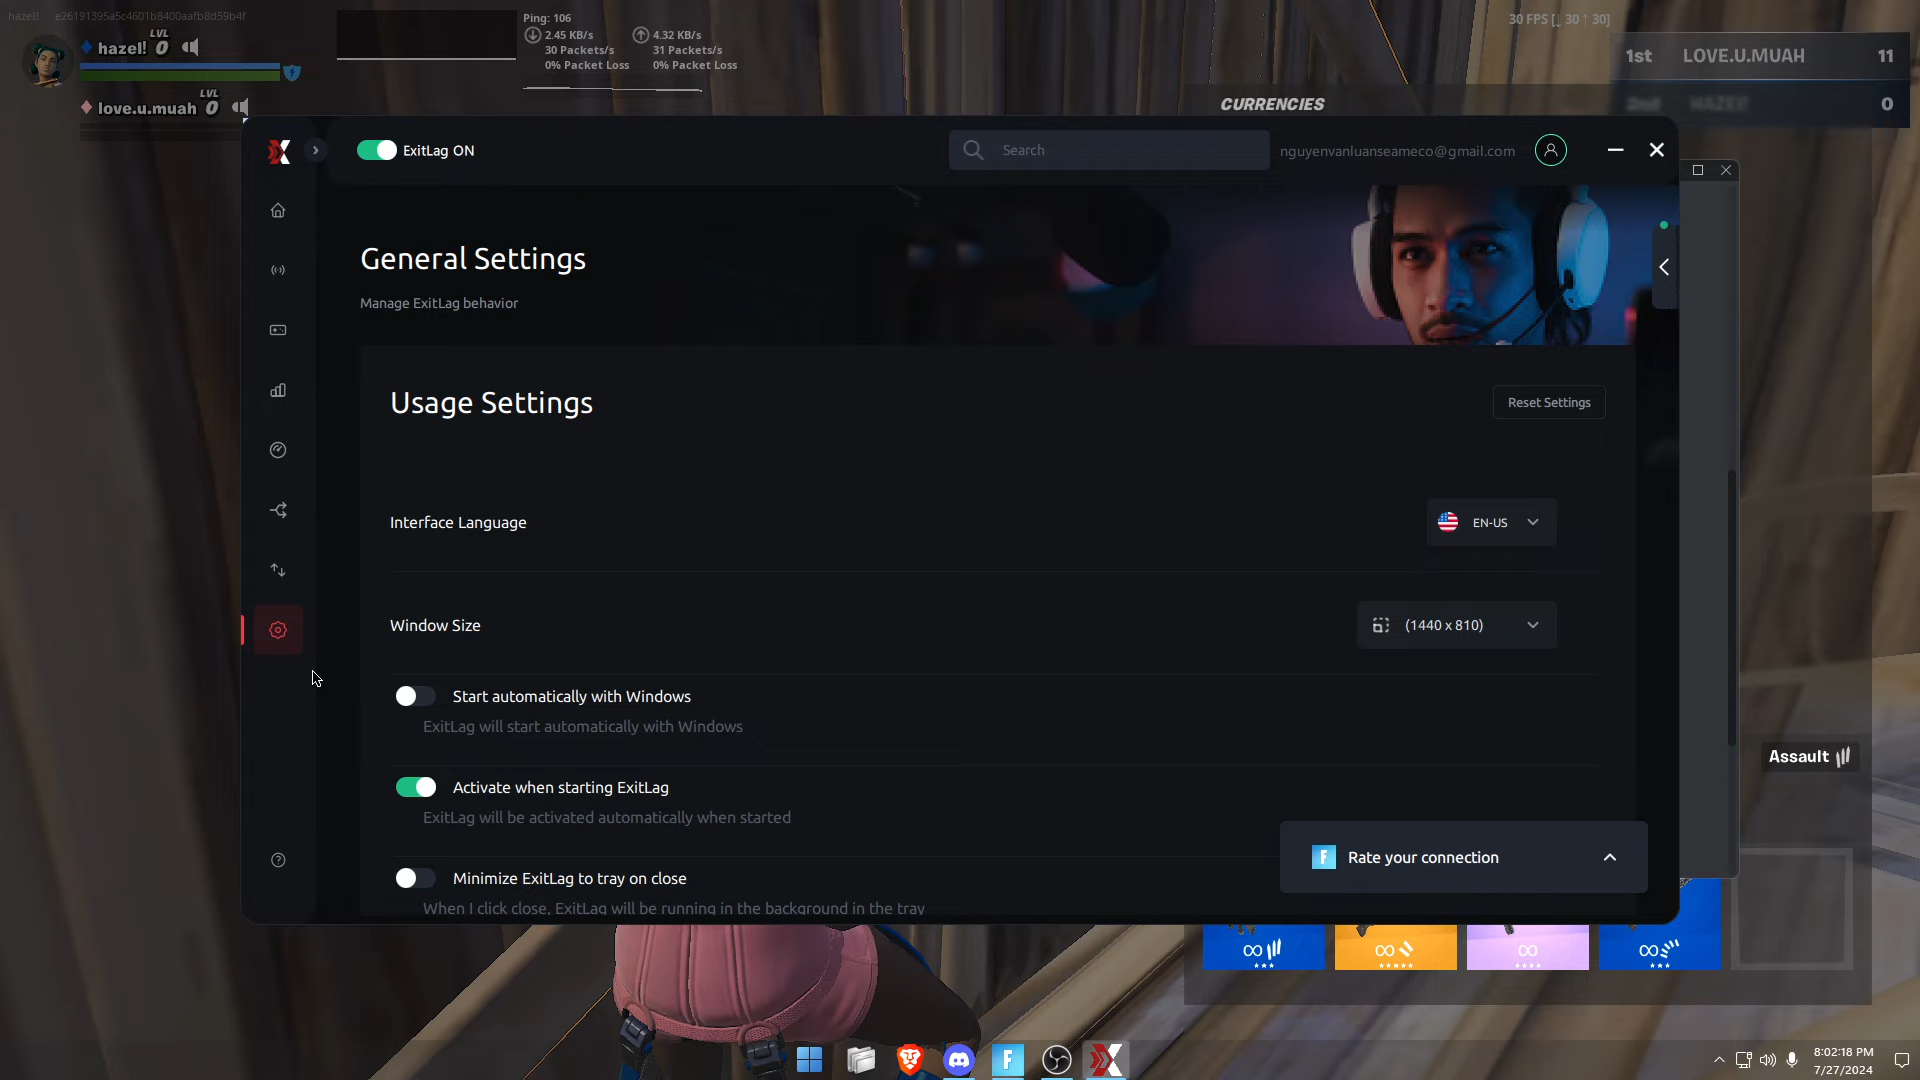 hazel! e26191395a5c4601b8400aafb8d59b4f
LVL
hazel! 0
LVL
love.u.muah 0
Ping: 106
2.45 KB/s 4.32 KB/s
30 Packets/s 31 Packets/s
0% Packet Loss 0% Packet Loss
30 FPS [↓ 30 ↑ 30]
1st LOVE.U.MUAH 11
2nd HAZEL! 0
CURRENCIES
ExitLag ON
Search
nguyenvanluanseameco@gmail.com
General Settings
Manage ExitLag behavior
Usage Settings
Reset Settings
Interface Language
EN-US
Window Size
(1440 x 810)
Start automatically with Windows
ExitLag will start automatically with Windows
Activate when starting ExitLag
ExitLag will be activated automatically when started
Minimize ExitLag to tray on close
When I click close, ExitLag will be running in the background in the tray
F Rate your connection
Assault
∞ ∞ ∞ ∞
F
8:02:18 PM
7/27/2024